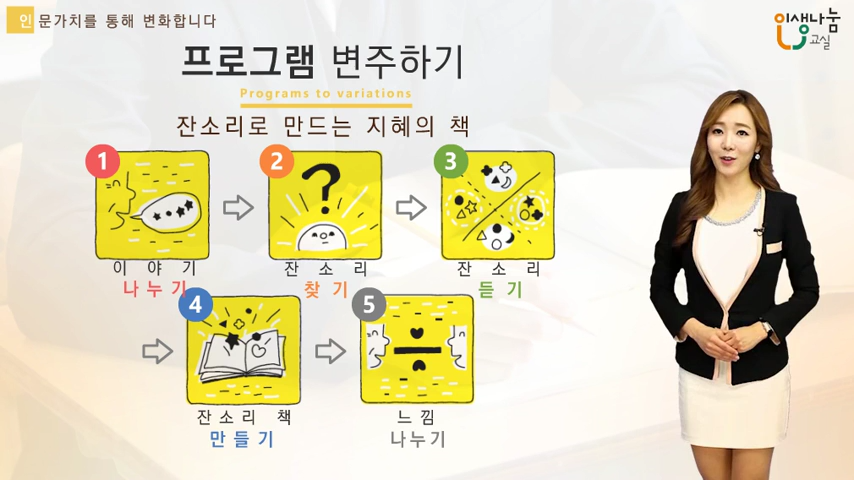 인문가치를 통해 변화합니다
인생나눔
교실
프로그램 변주하기
Programs to variations
잔소리로 만드는 지혜의 책
1
이야기
나누기
2
잔소리
찾기
3
잔소리
듣기
4
잔소리 책
만들기
5
느낌
나누기